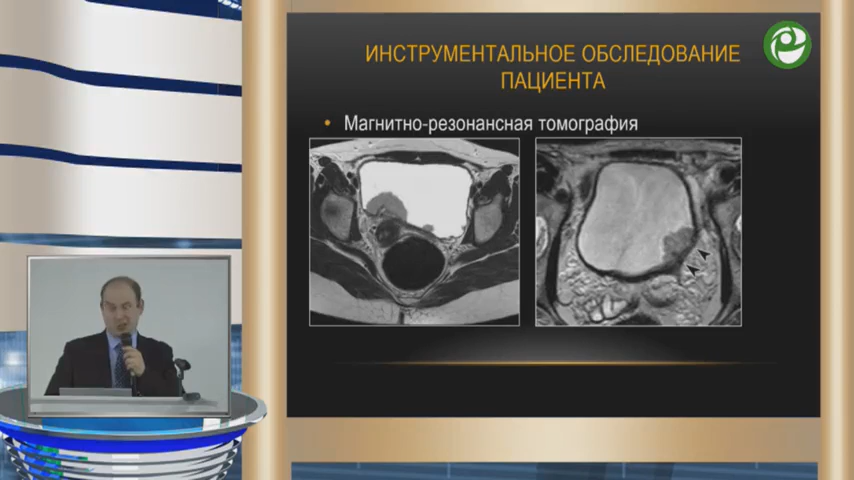 ИНСТРУМЕНТАЛЬНОЕ ОБСЛЕДОВАНИЕ
ПАЦИЕНТА
• Магнитно-резонансная томография